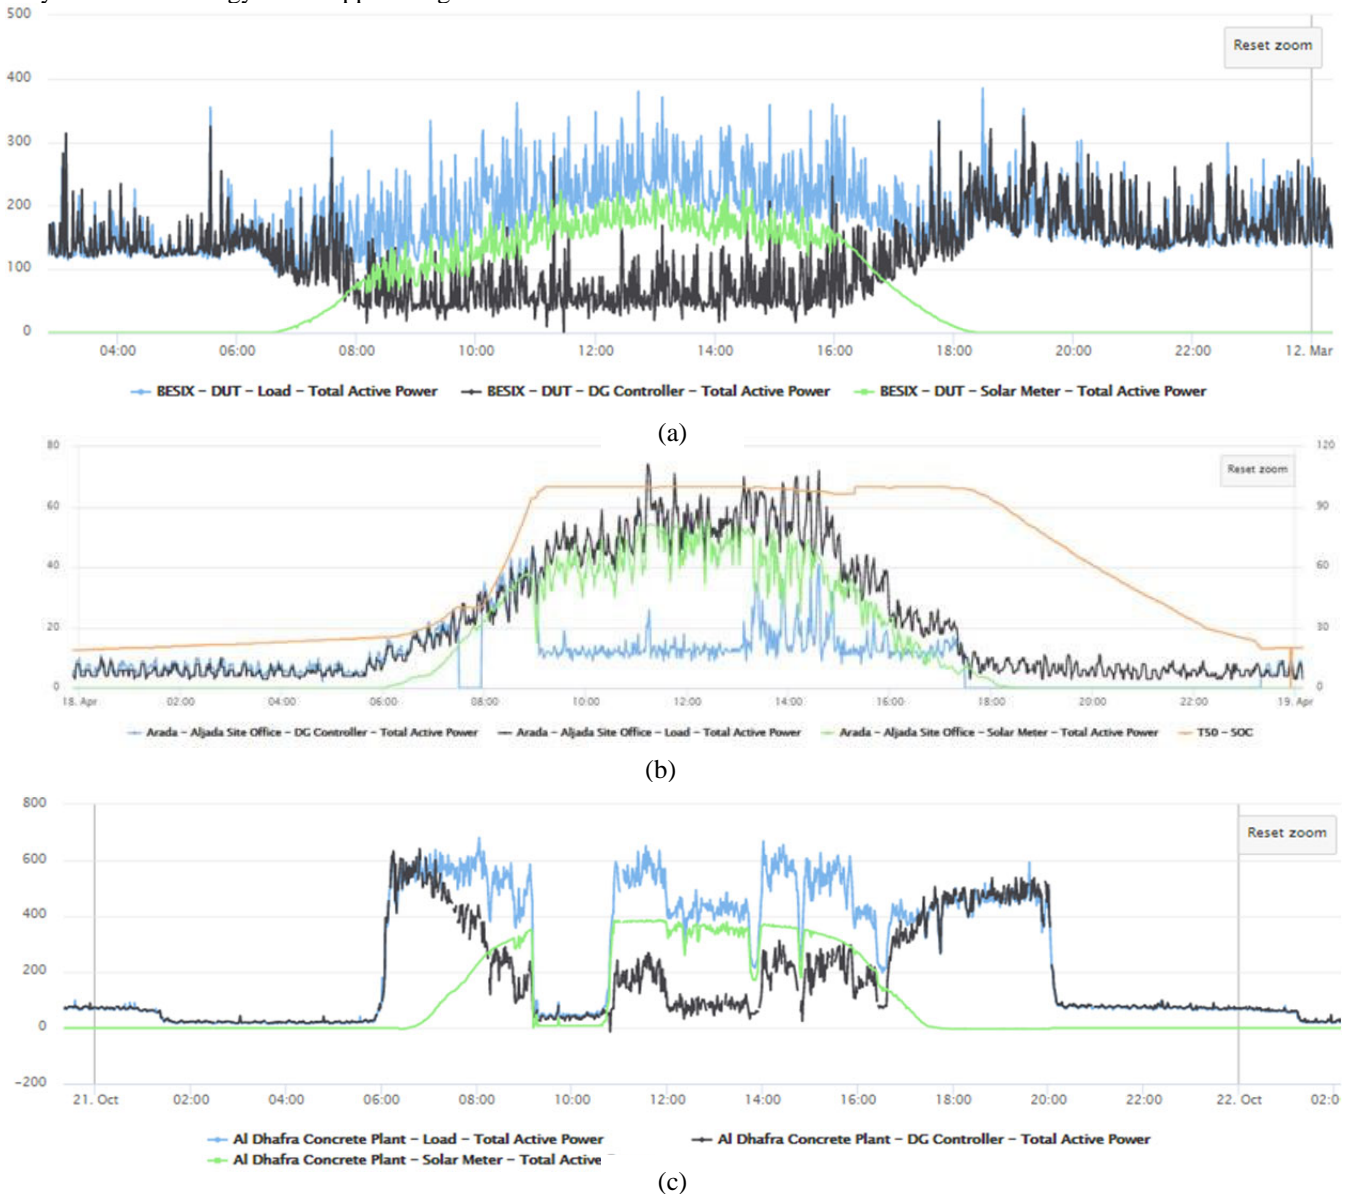 500
400
300
200
100
0
Reset zoom
04:00 06:00 08:00 10:00 12:00 14:00 16:00 18:00 20:00 22:00 12. Mar
BESIX – DUT – Load – Total Active Power BESIX – DUT – DG Controller – Total Active Power BESIX – DUT – Solar Meter – Total Active Power
(a)
80 120
Reset zoom
60 90
40 60
20 30
0 0
18. Apr 02:00 04:00 06:00 08:00 10:00 12:00 14:00 16:00 18:00 20:00 22:00 19. Apr
Arada – Aljada Site Office – DG Controller – Total Active Power Arada – Aljada Site Office – Load – Total Active Power Arada – Aljada Site Office – Solar Meter – Total Active Power T50 – SOC
(b)
800
Reset zoom
600
400
200
0
-200
21. Oct 02:00 04:00 06:00 08:00 10:00 12:00 14:00 16:00 18:00 20:00 22. Oct 02:0
Al Dhafra Concrete Plant – Load – Total Active Power Al Dhafra Concrete Plant – DG Controller – Total Active Power
Al Dhafra Concrete Plant – Solar Meter – Total Active
(c)